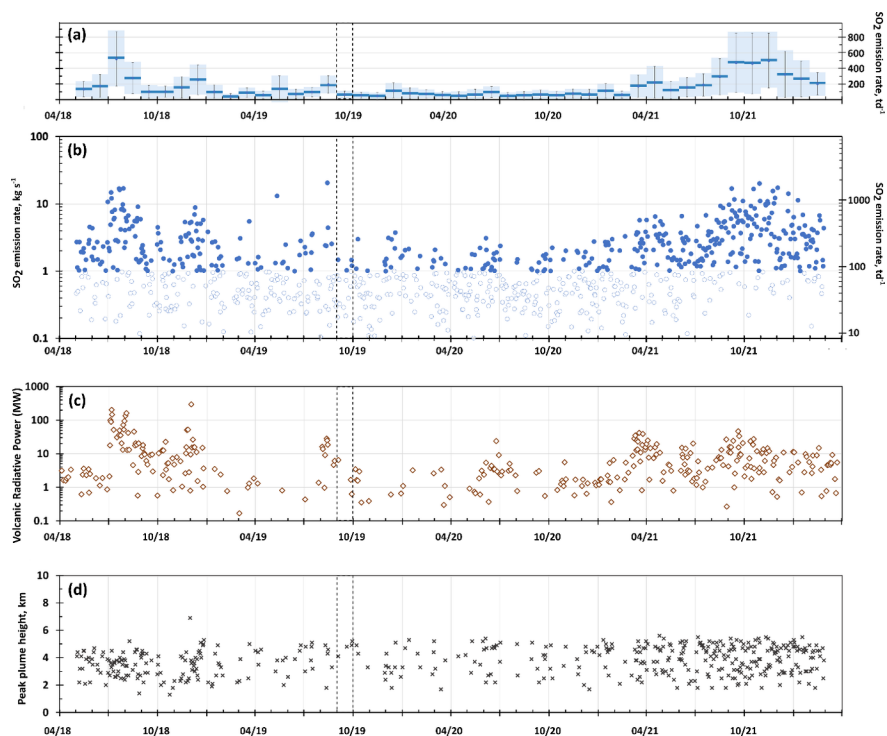 (a)
800
600
400
200
SO2 emission rate, td-1
04/18 10/18 04/19 10/19 04/20 10/20 04/21 10/21
(b)
100
10
1
0.1
SO2 emission rate, kg s-1
1000
100
10
SO2 emission rate, td-1
04/18 10/18 04/19 10/19 04/20 10/20 04/21 10/21
(c)
1000
100
10
1
0.1
Volcanic Radiative Power (MW)
04/18 10/18 04/19 10/19 04/20 10/20 04/21 10/21
(d)
10
8
6
4
2
0
Peak plume height, km
04/18 10/18 04/19 10/19 04/20 10/20 04/21 10/21